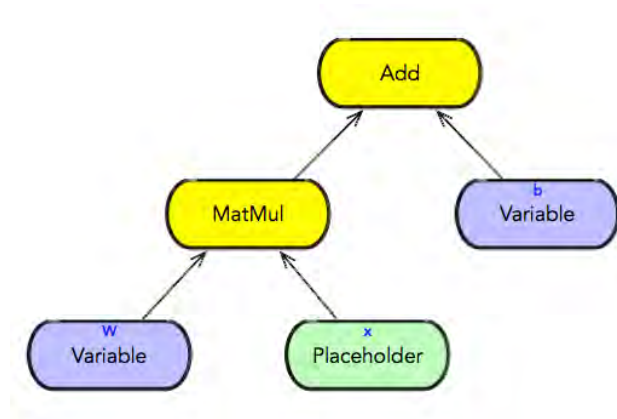 Add
MatMul
b
Variable
W
Variable
x
Placeholder